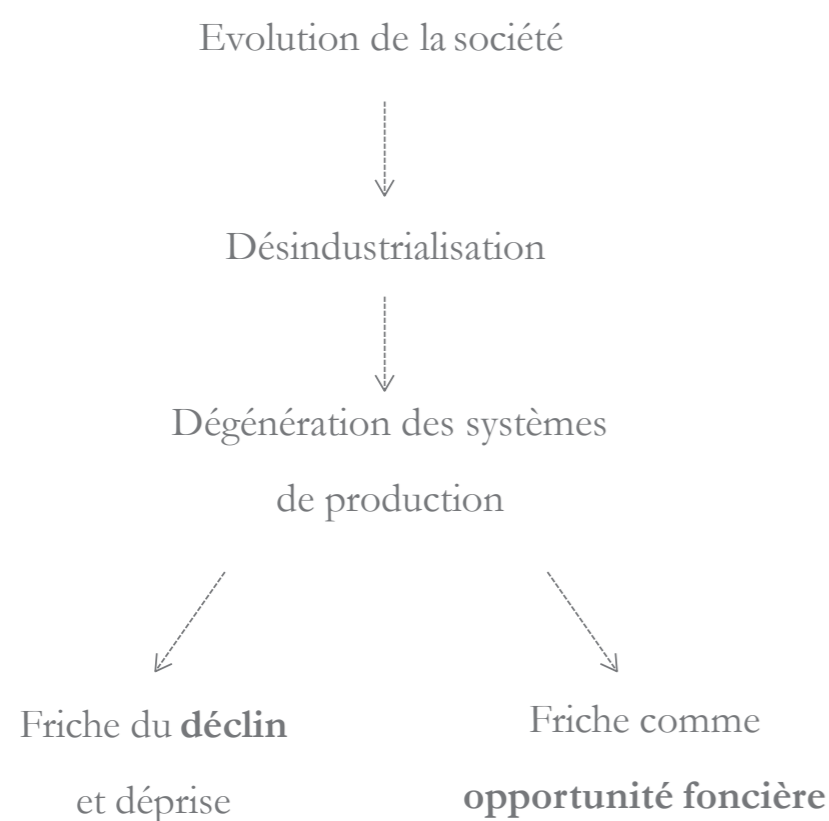 Evolution de la société
Désindustrialisation
Dégénération des systèmes
de production
Friche du déclin
et déprise
Friche comme
opportunité foncière